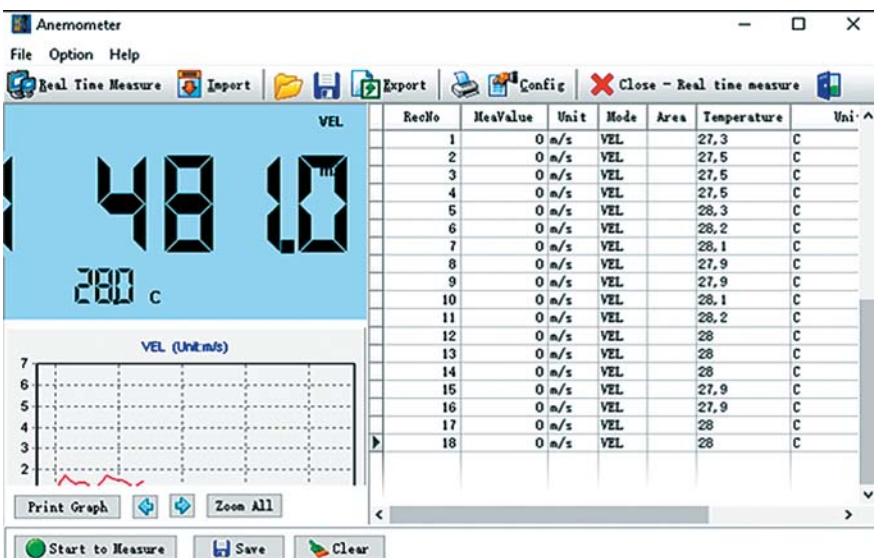 Anemometer
File Option Help
Real Time Measure Import Export Config Close - Real time measure
VEL
481.0
28.0 C
VEL (Unit:m/s)
7
6
5
4
3
2
Print Graph Zoom All
RecNo MeaValue Unit Mode Area Temperature Uni
1 0 m/s VEL 27,3 C
2 0 m/s VEL 27,5 C
3 0 m/s VEL 27,5 C
4 0 m/s VEL 27,5 C
5 0 m/s VEL 28,3 C
6 0 m/s VEL 28,2 C
7 0 m/s VEL 28,1 C
8 0 m/s VEL 27,9 C
9 0 m/s VEL 27,9 C
10 0 m/s VEL 28,1 C
11 0 m/s VEL 28,2 C
12 0 m/s VEL 28 C
13 0 m/s VEL 28 C
14 0 m/s VEL 28 C
15 0 m/s VEL 27,9 C
16 0 m/s VEL 27,9 C
17 0 m/s VEL 28 C
18 0 m/s VEL 28 C
Start to Measure Save Clear